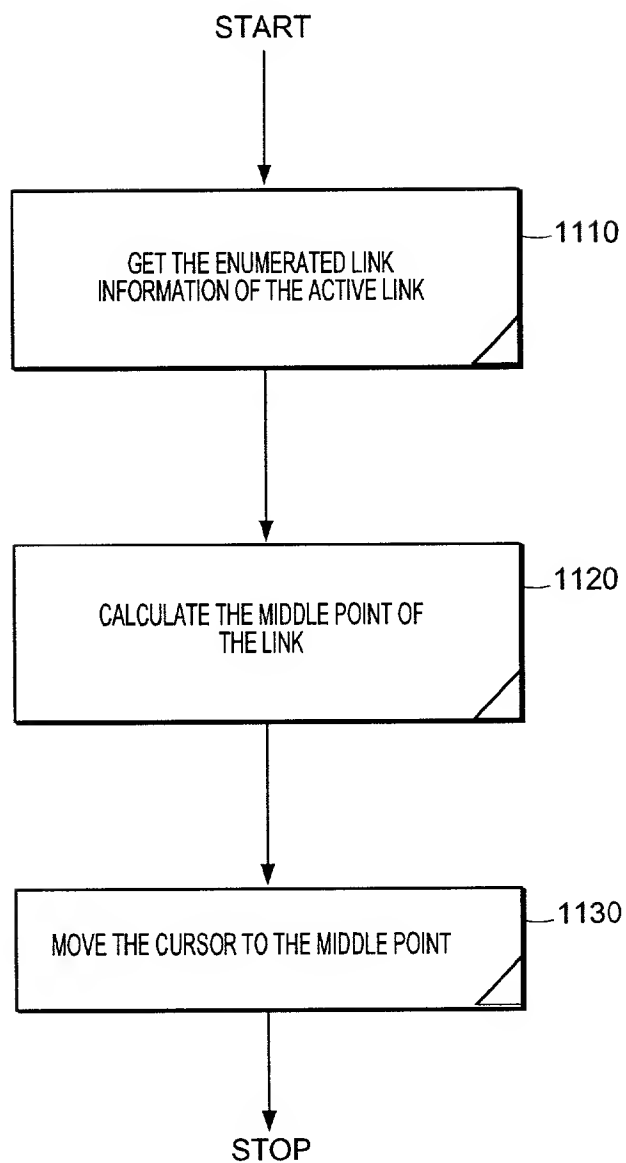 START
1110
GET THE ENUMERATED LINK
INFORMATION OF THE ACTIVE LINK
1120
CALCULATE THE MIDDLE POINT OF
THE LINK
1130
MOVE THE CURSOR TO THE MIDDLE POINT
STOP